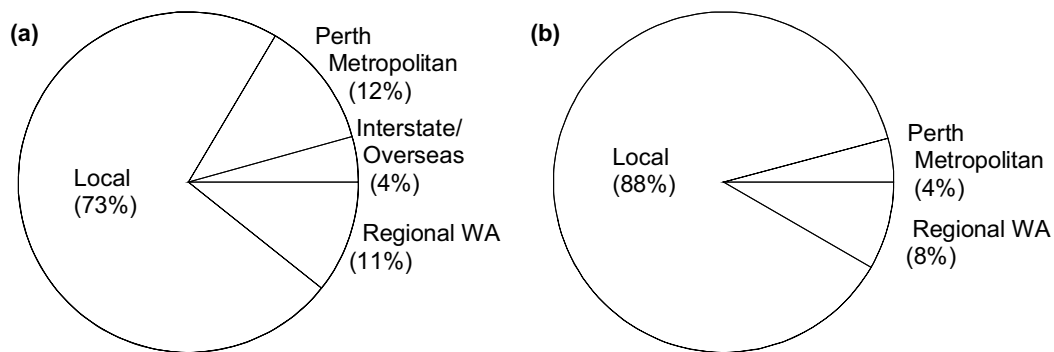 (a)
Perth
Metropolitan
(12%)
Interstate/
Overseas
(4%)
Local
(73%)
Regional WA
(11%)
(b)
Local
(88%)
Perth
Metropolitan
(4%)
Regional WA
(8%)